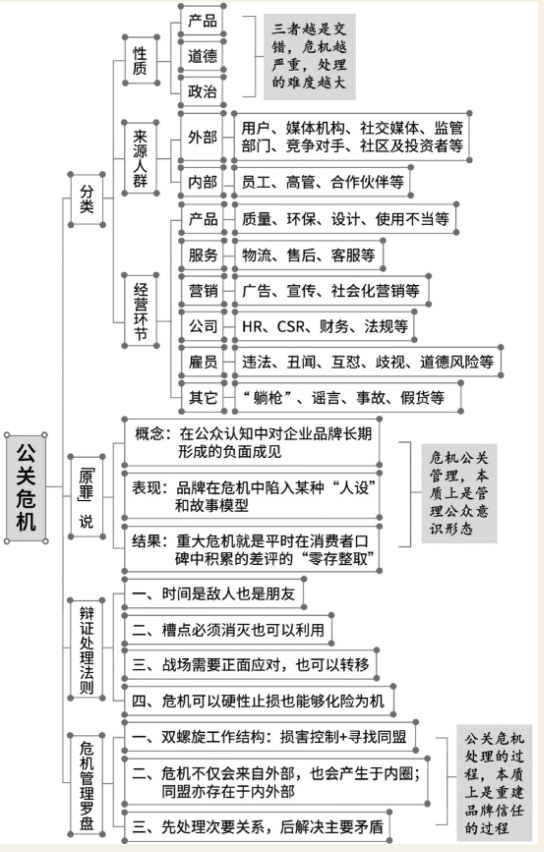 公关危机
分类
性质
产品
道德
政治
三者越是交
错，危机越
严重，处理
的难度越大
来源人群
外部
用户、媒体机构、社交媒体、监管
部门、竞争对手、社区及投资者等
内部
员工、高管、合作伙伴等
经营环节
产品
质量、环保、设计、使用不当等
服务
物流、售后、客服等
营销
广告、宣传、社会化营销等
公司
HR、CSR、财务、法规等
雇员
违法、丑闻、互怼、歧视、道德风险等
其它
“躺枪”、谣言、事故、假货等
「原罪」说
概念：在公众认知中对企业品牌长期
形成的负面成见
表现：品牌在危机中陷入某种“人设”
和故事模型
结果：重大危机就是平时在消费者口
碑中积累的差评的“零存整取”
危机公关
管理，本
质上是管
理公众意
识形态
辩证处理法则
一、时间是敌人也是朋友
二、槽点必须消灭也可以利用
三、战场需要正面应对，也可以转移
四、危机可以硬性止损也能够化险为机
危机管理罗盘
一、双螺旋工作结构：损害控制+寻找同盟
二、危机不仅会来自外部，也会产生于内圈；
同盟亦存在于内外部
三、先处理次要关系，后解决主要矛盾
公关危机
处理的过
程，本质
上是重建
品牌信任
的过程